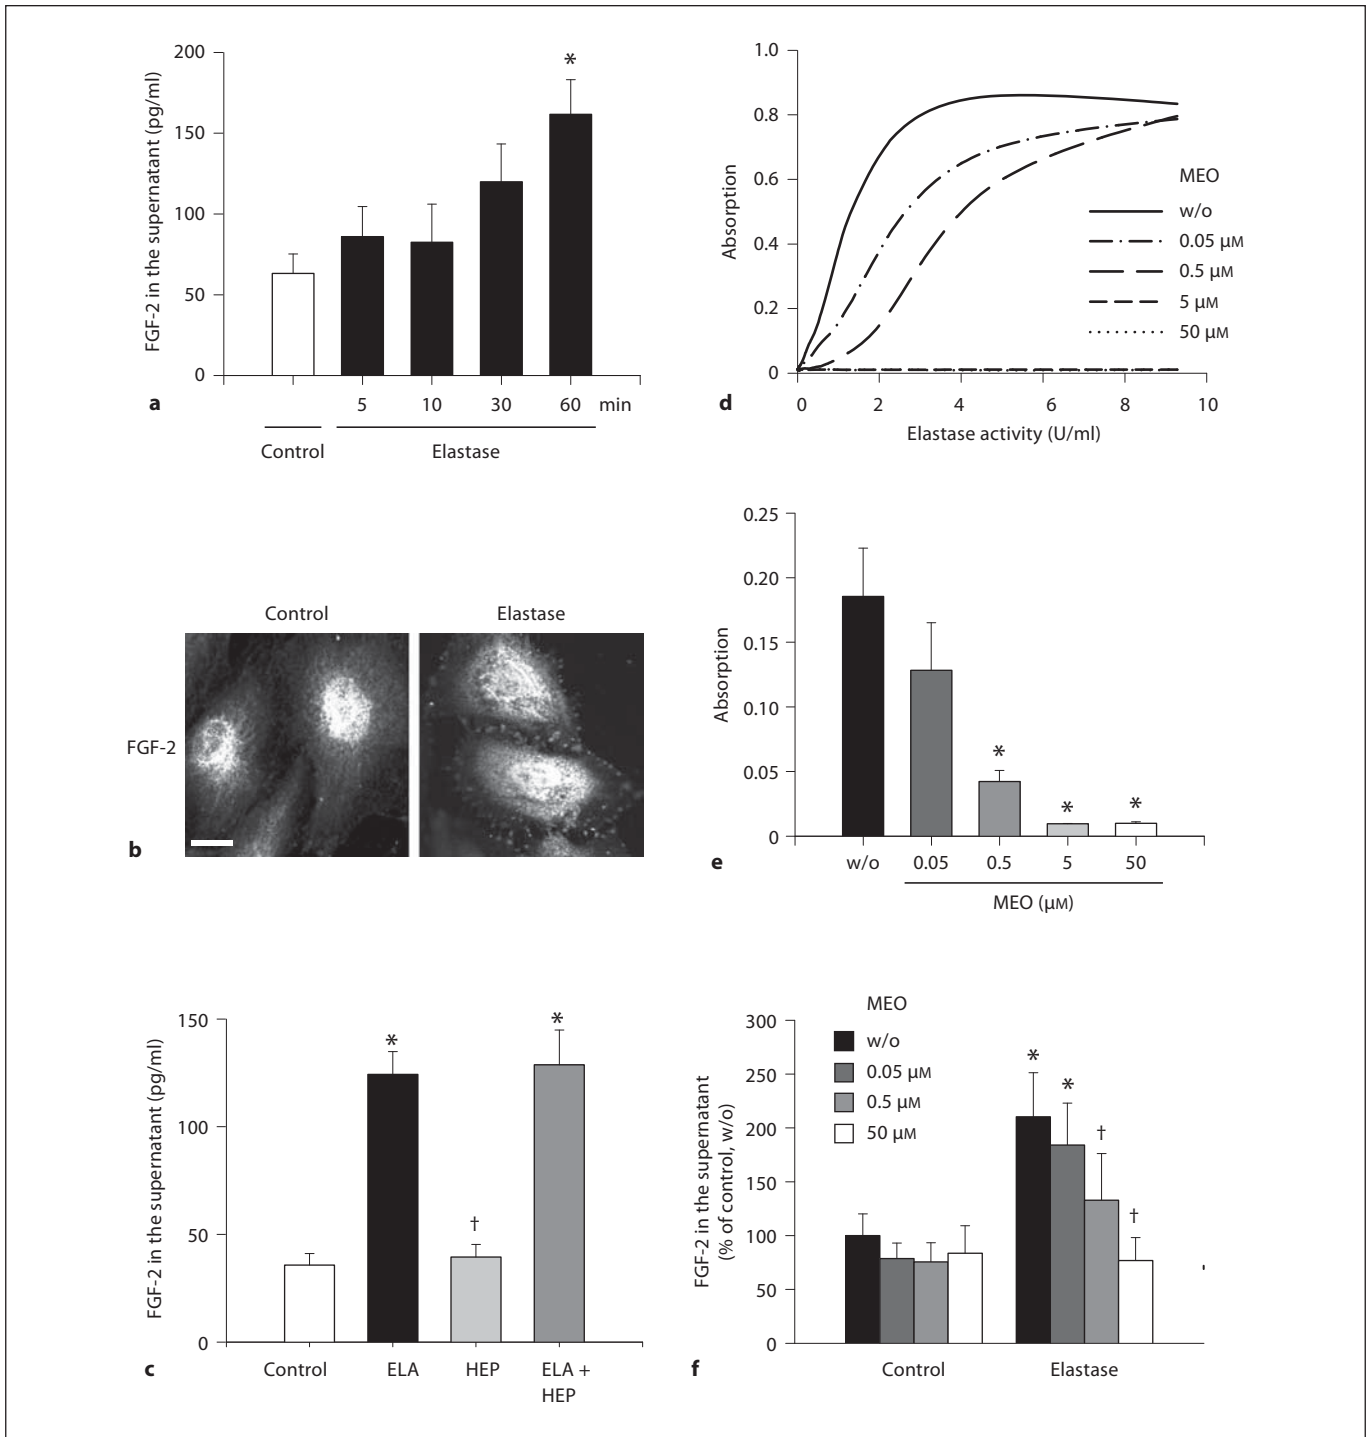 200
150
100
50
0
FGF-2 in the supernatant (pg/ml)
*
5 10 30 60 min
Control Elastase
a
1.0
0.8
0.6
0.4
0.2
0
Absorption
MEO
w/o
0.05 µM
0.5 µM
5 µM
50 µM
0 2 4 6 8 10
Elastase activity (U/ml)
d
Control Elastase
FGF-2
b
0.25
0.20
0.15
0.10
0.05
0
Absorption
* * *
w/o 0.05 0.5 5 50
MEO (µM)
e
150
100
50
0
FGF-2 in the supernatant (pg/ml)
* † *
Control ELA HEP ELA +
HEP
c
MEO
w/o
0.05 µM
0.5 µM
50 µM
300
250
200
150
100
50
0
FGF-2 in the supernatant
(% of control, w/o)
* * † †
Control Elastase
f